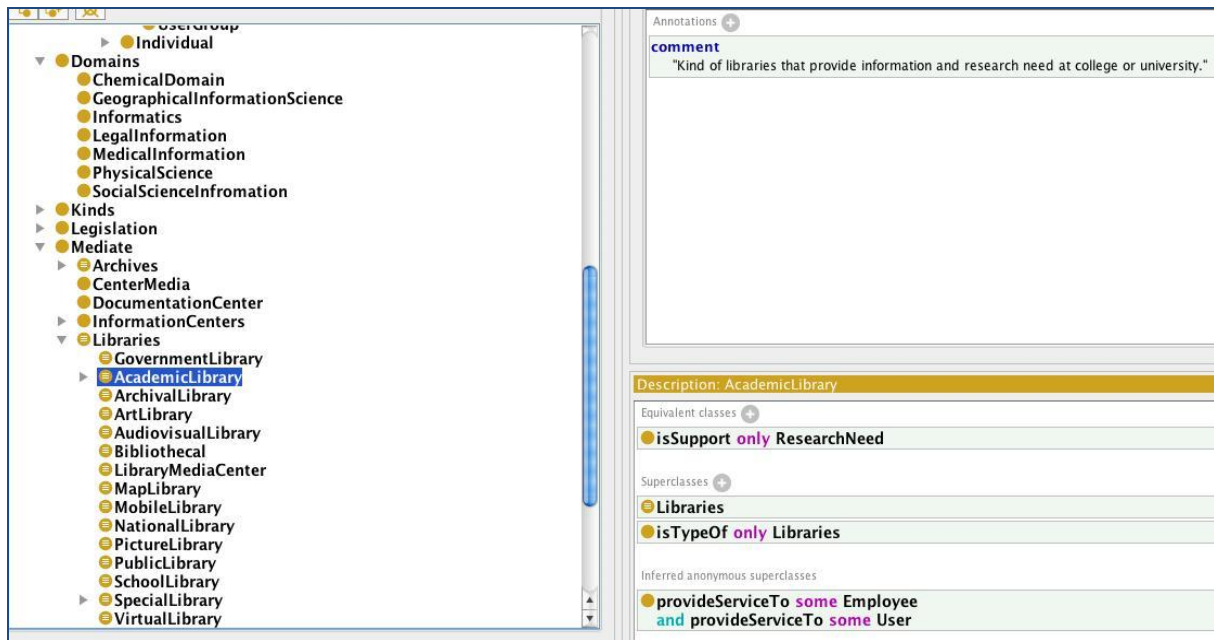 UserGroup
Individual
Domains
ChemicalDomain
GeographicalInformationScience
Informatics
LegalInformation
MedicalInformation
PhysicalScience
SocialScienceInfromation
Kinds
Legislation
Mediate
Archives
CenterMedia
DocumentationCenter
InformationCenters
Libraries
GovernmentLibrary
AcademicLibrary
ArchivalLibrary
ArtLibrary
AudiovisualLibrary
Bibliothecal
LibraryMediaCenter
MapLibrary
MobileLibrary
NationalLibrary
PictureLibrary
PublicLibrary
SchoolLibrary
SpecialLibrary
VirtualLibrary
Annotations
comment
"Kind of libraries that provide information and research need at college or university."
Description: AcademicLibrary
Equivalent classes
isSupport only ResearchNeed
Superclasses
Libraries
isTypeOf only Libraries
Inferred anonymous superclasses
provideServiceTo some Employee
and provideServiceTo some User